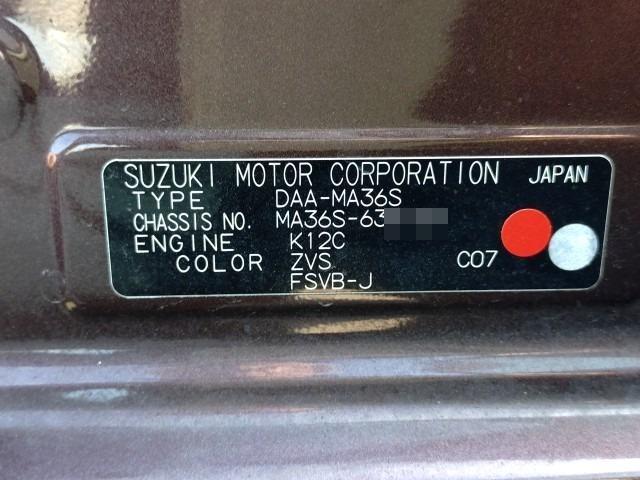 SUZUKI MOTOR CORPORATION JAPAN
TYPE DAA-MA36S
CHASSIS NO. MA36S-63
ENGINE K12C
COLOR ZVS C07
FSVB-J